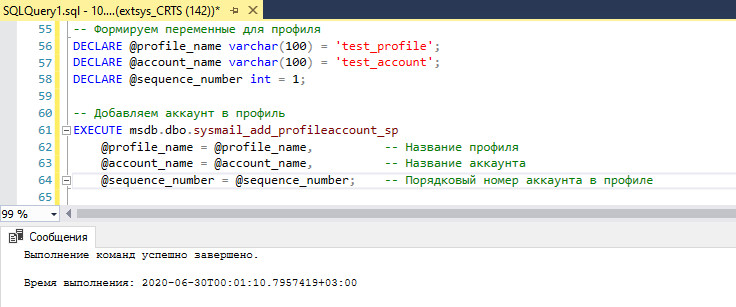 SQLQuery1.sql - 10....(extsys_CRTS (142))*
55 -- Формируем переменные для профиля
56 DECLARE @profile_name varchar(100) = 'test_profile';
57 DECLARE @account_name varchar(100) = 'test_account';
58 DECLARE @sequence_number int = 1;
59
60 -- Добавляем аккаунт в профиль
61 EXECUTE msdb.dbo.sysmail_add_profileaccount_sp
62 @profile_name = @profile_name, -- Название профиля
63 @account_name = @account_name, -- Название аккаунта
64 @sequence_number = @sequence_number; -- Порядковый номер аккаунта в профиле
65
99 %
Сообщения
Выполнение команд успешно завершено.
Время выполнения: 2020-06-30T00:01:10.7957419+03:00